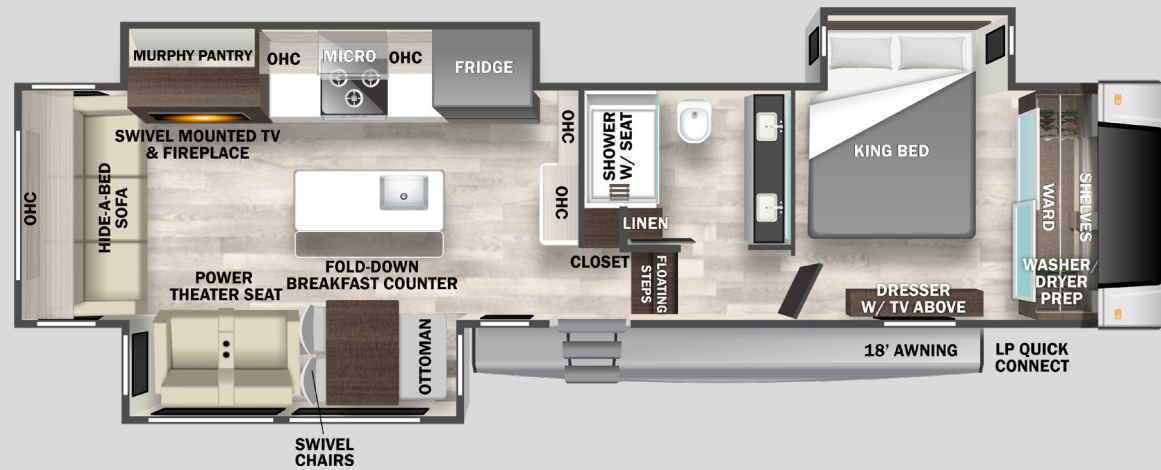 MURPHY PANTRY
OHC
MICRO
OHC
FRIDGE
SWIVEL MOUNTED TV
& FIREPLACE
OHC
HIDE-A-BED
SOFA
OHC
OHC
SHOWER
W/ SEAT
LINEN
CLOSET
FLOATING
STEPS
KING BED
WARD
SHELVES
WASHER/
DRYER
PREP
DRESSER
W/ TV ABOVE
FOLD-DOWN
BREAKFAST COUNTER
POWER
THEATER SEAT
OTTOMAN
SWIVEL
CHAIRS
18' AWNING
LP QUICK
CONNECT